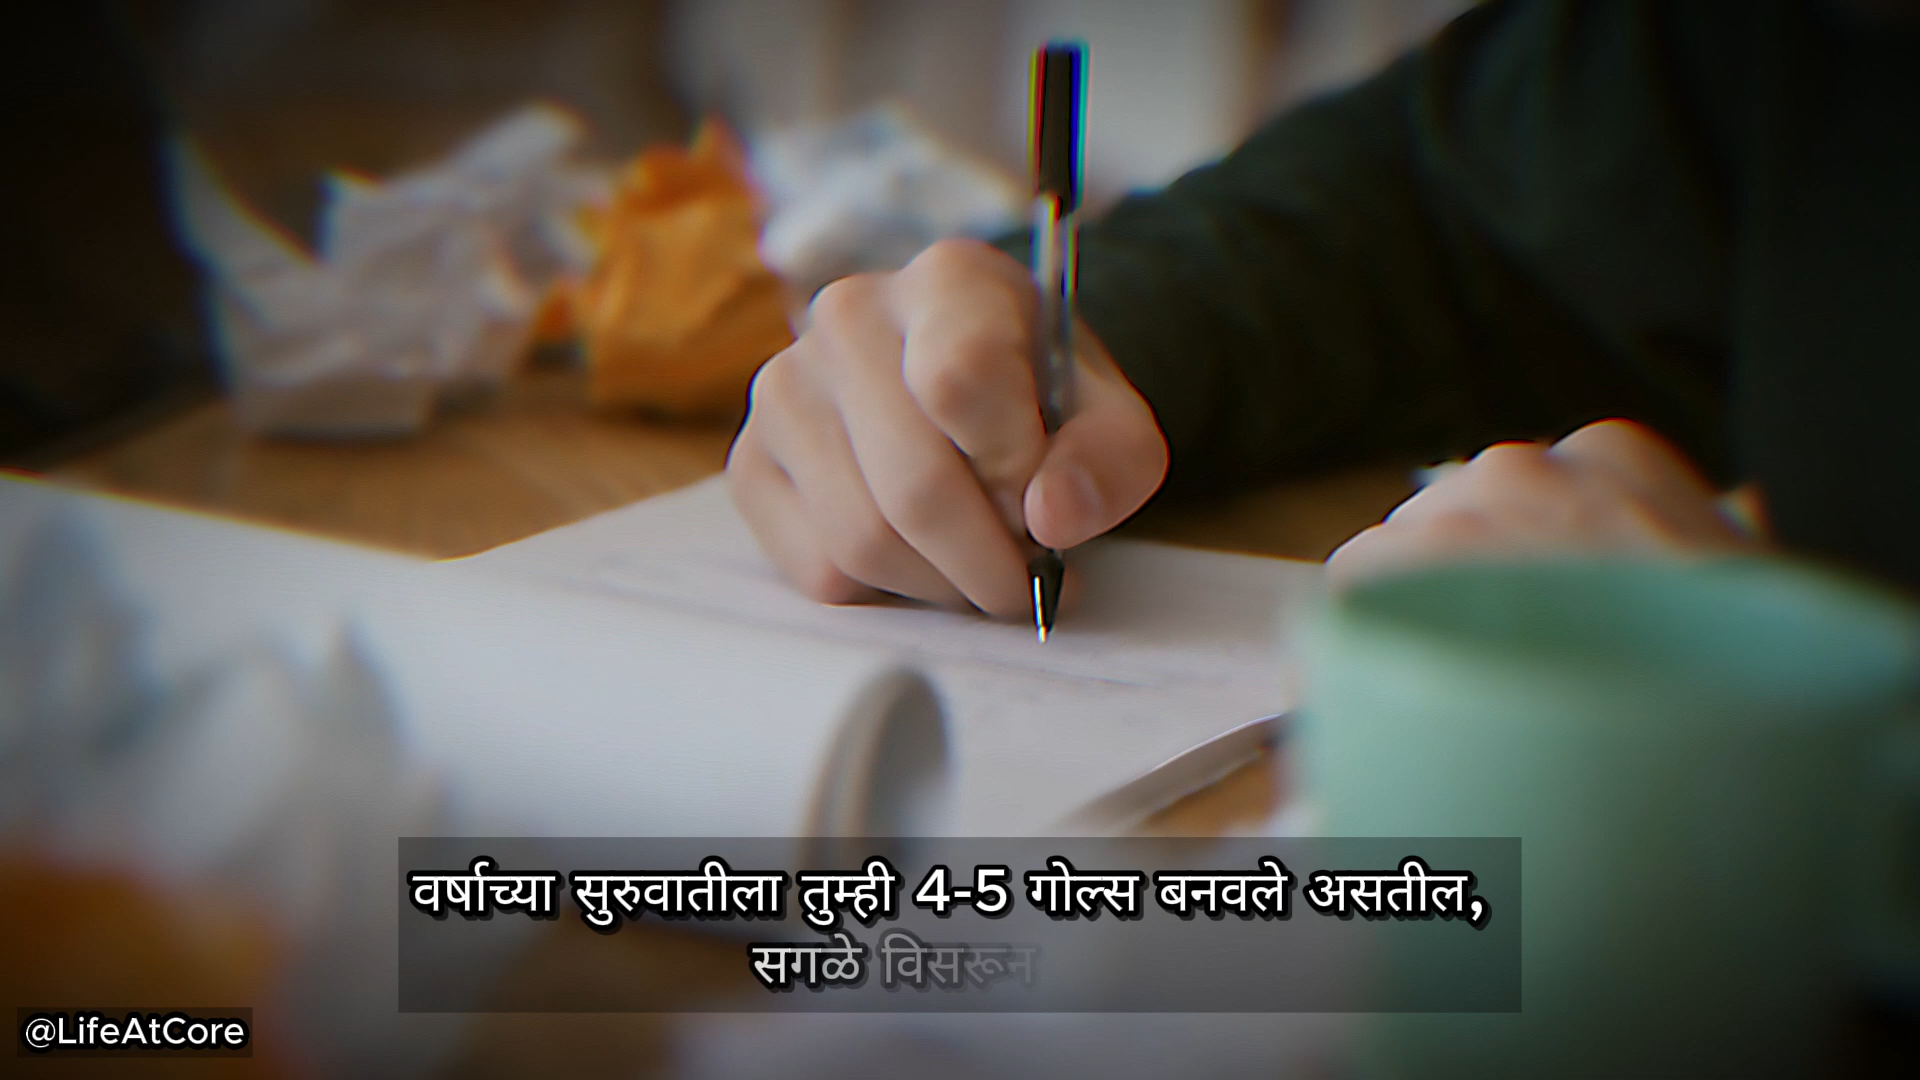 वर्षाच्या सुरुवातीला तुम्ही 4-5 गोल्स बनवले असतील,
सगळे विसरून
@LifeAtCore